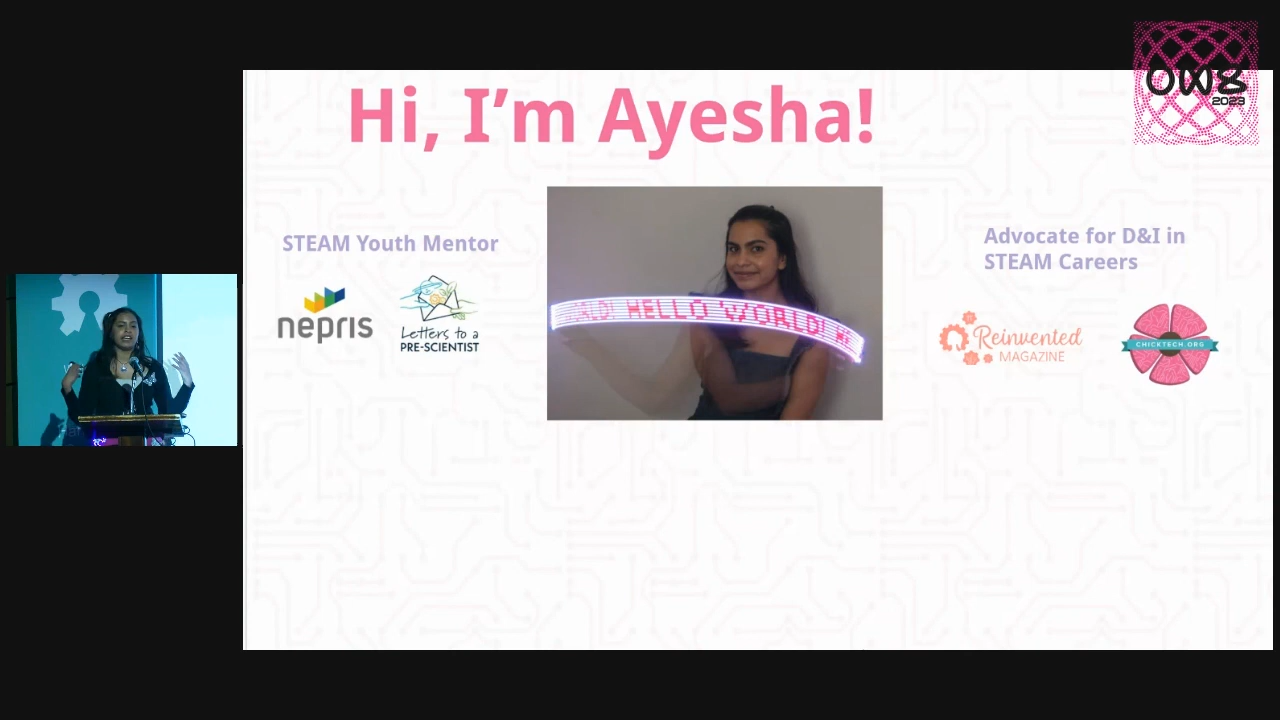 OW8
2023
Hi, I’m Ayesha!
STEAM Youth Mentor
nepris
Letters to a
PRE-SCIENTIST
HELLO WORLD!
Advocate for D&I in
STEAM Careers
Reinvented
MAGAZINE
CHICKTECH.ORG